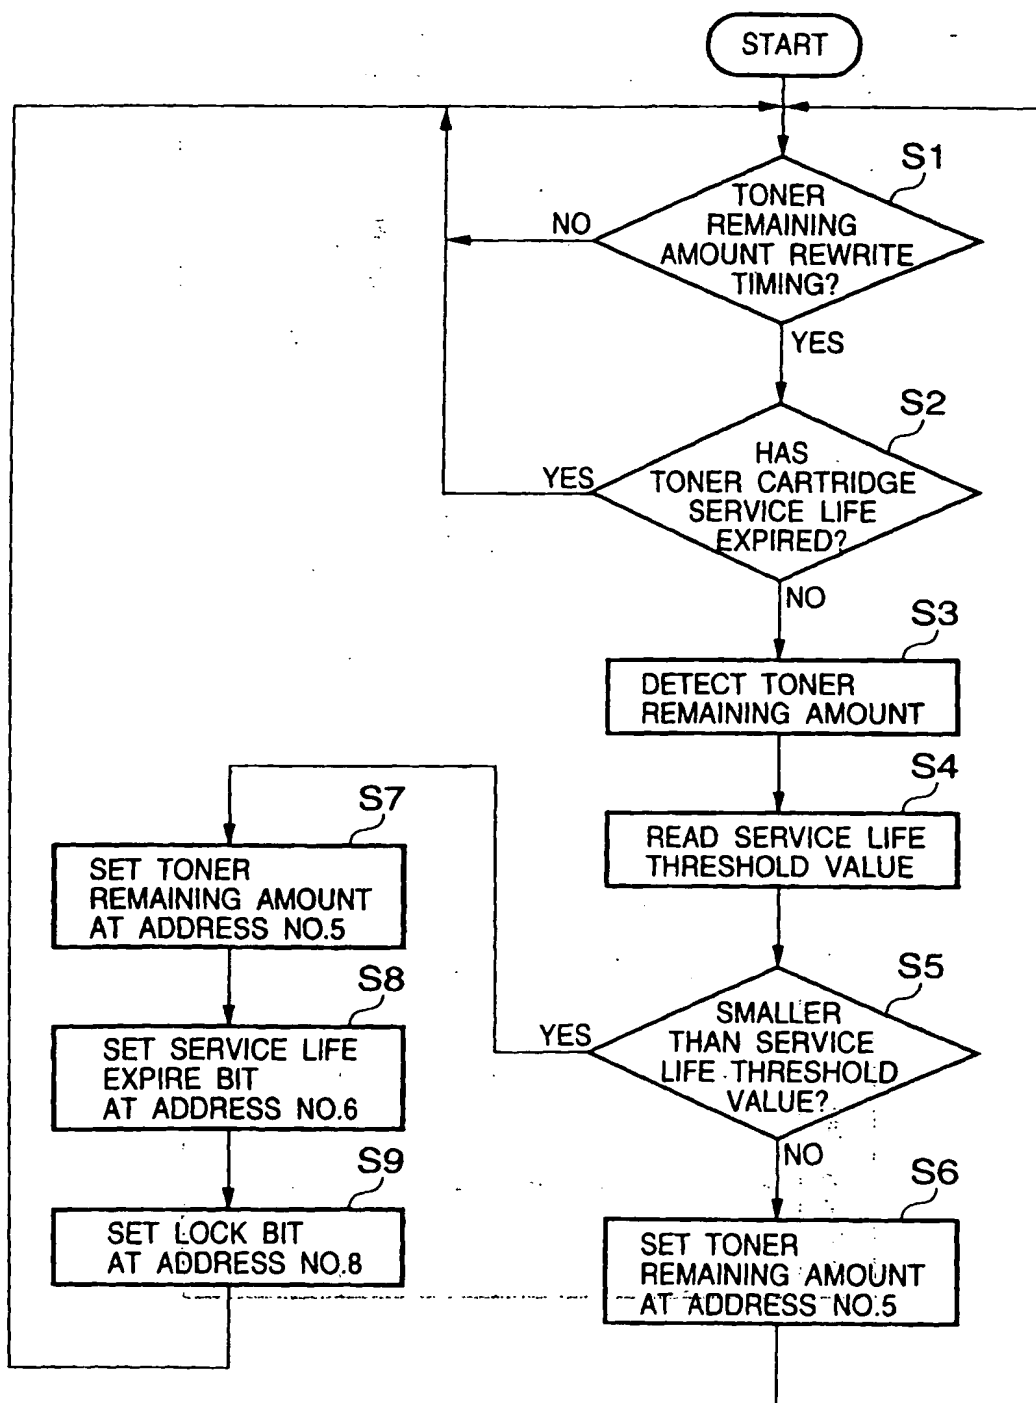 START
S1
TONER
REMAINING
AMOUNT REWRITE
TIMING?
NO
YES
S2
HAS
TONER CARTRIDGE
SERVICE LIFE
EXPIRED?
YES
NO
S3
DETECT TONER
REMAINING AMOUNT
S4
READ SERVICE LIFE
THRESHOLD VALUE
S5
SMALLER
THAN SERVICE
LIFE THRESHOLD
VALUE?
YES
NO
S6
SET TONER
REMAINING AMOUNT
AT ADDRESS NO.5
S7
SET TONER
REMAINING AMOUNT
AT ADDRESS NO.5
S8
SET SERVICE LIFE
EXPIRE BIT
AT ADDRESS NO.6
S9
SET LOCK BIT
AT ADDRESS NO.8